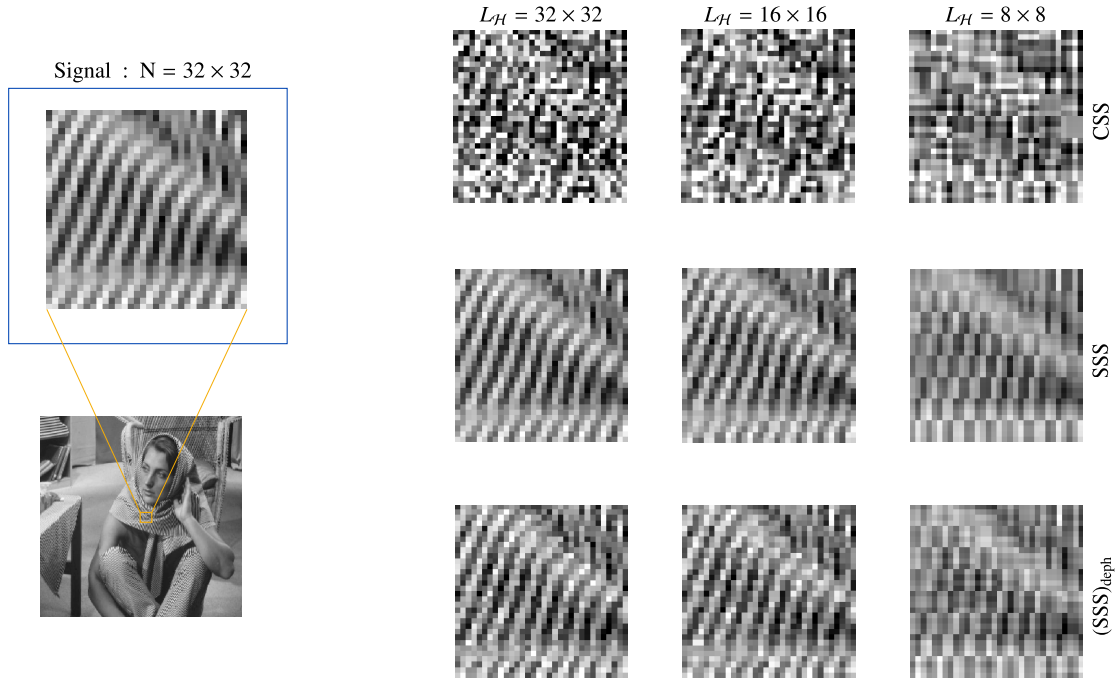 L_ℋ = 32 × 32
L_ℋ = 16 × 16
L_ℋ = 8 × 8
Signal : N = 32 × 32
CSS
SSS
(SSS)_deph